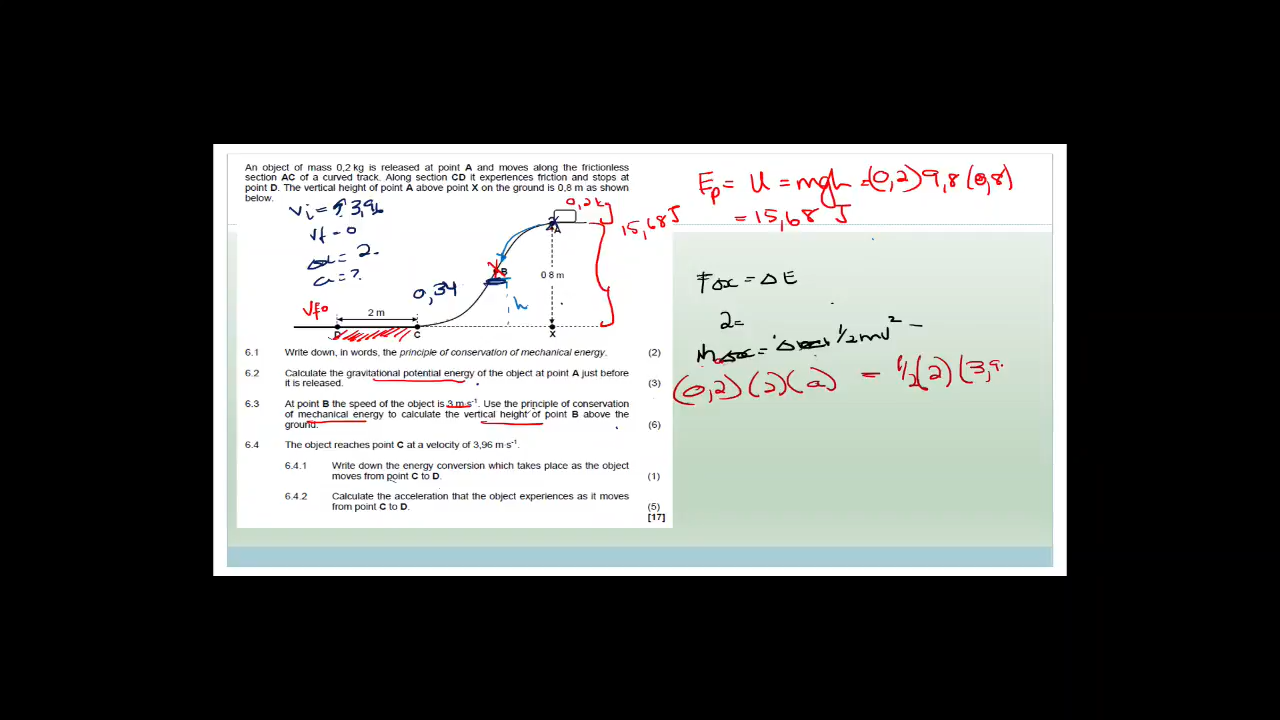 An object of mass 0,2 kg is released at point A and moves along the frictionless
section AC of a curved track. Along section CD it experiences friction and stops at
point D. The vertical height of point A above point X on the ground is 0,8 m as shown
below.
vi = ? 3,96
vf = 0
Δx = 2
a = ?
0,34
vf=0
2 m
D
C
B
h
A
0,8 m
X
0,2 k
15,68 J
6.1 Write down, in words, the principle of conservation of mechanical energy. (2)
6.2 Calculate the gravitational potential energy of the object at point A just before
it is released. (3)
6.3 At point B the speed of the object is 3 m·s-1. Use the principle of conservation
of mechanical energy to calculate the vertical height of point B above the
ground. (6)
6.4 The object reaches point C at a velocity of 3,96 m·s-1.
6.4.1 Write down the energy conversion which takes place as the object
moves from point C to D. (1)
6.4.2 Calculate the acceleration that the object experiences as it moves
from point C to D. (5)
[17]
Ep = U = mgh = (0,2) 9,8 (0,8)
= 15,68 J
FΔx = ΔE
2=
= Δ 1/2 mv2 –
(0,2)(2)(a) = 1/2(2)(3,9